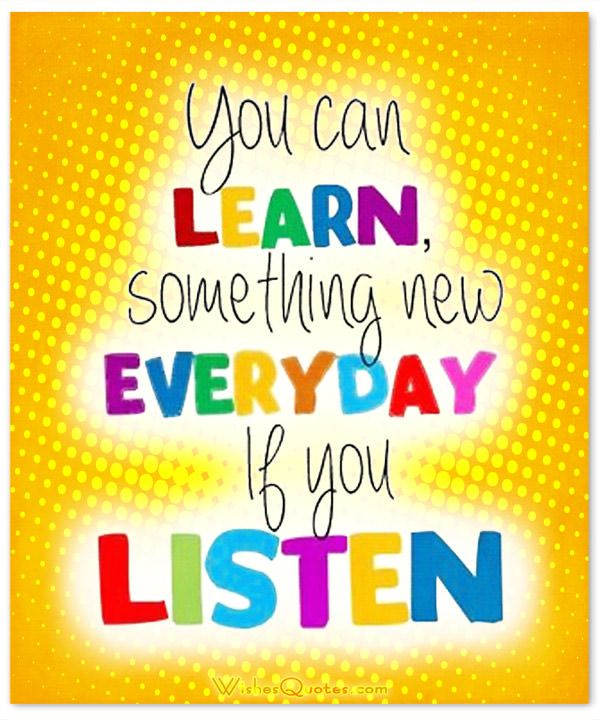 You can
LEARN,
something new
EVERYDAY
If you
LISTEN
WishesQuotes.com